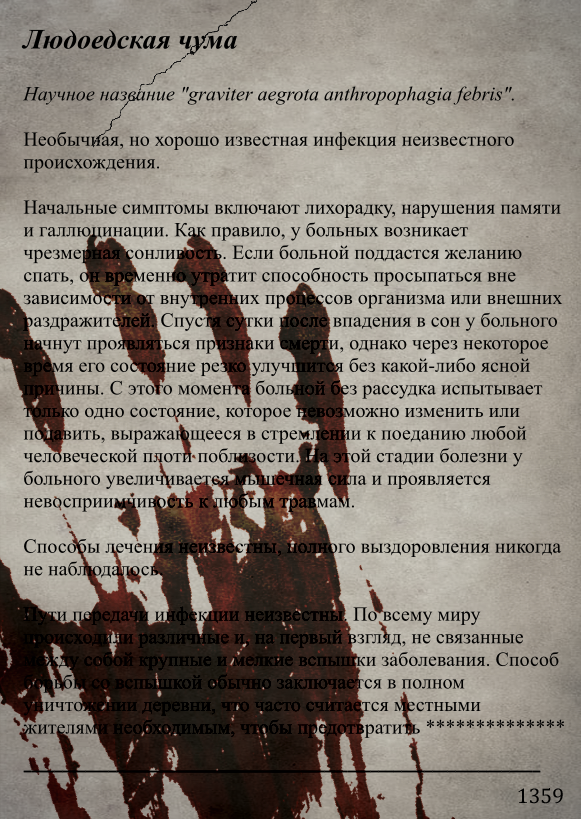 Людоедская чума
Научное название "graviter aegrota anthropophagia febris".
Необычная, но хорошо известная инфекция неизвестного
происхождения.
Начальные симптомы включают лихорадку, нарушения памяти
и галлюцинации. Как правило, у больных возникает
чрезмерная сонливость. Если больной поддастся желанию
спать, он временно утратит способность просыпаться вне
зависимости от внутренних процессов организма или внешних
раздражителей. Спустя сутки после впадения в сон у больного
начнут проявляться признаки смерти, однако через некоторое
время его состояние резко улучшится без какой-либо ясной
причины. С этого момента больной без рассудка испытывает
только одно состояние, которое невозможно изменить или
подавить, выражающееся в стремлении к поеданию любой
человеческой плоти поблизости. На этой стадии болезни у
больного увеличивается мышечная сила и проявляется
невосприимчивость к любым травмам.
Способы лечения неизвестны, полного выздоровления никогда
не наблюдалось.
Пути передачи инфекции неизвестны. По всему миру
происходили различные и, на первый взгляд, не связанные
между собой крупные и мелкие вспышки заболевания. Способ
борьбы со вспышкой обычно заключается в полном
уничтожении деревни, что часто считается местными
жителями необходимым, чтобы предотвратить **************
1359